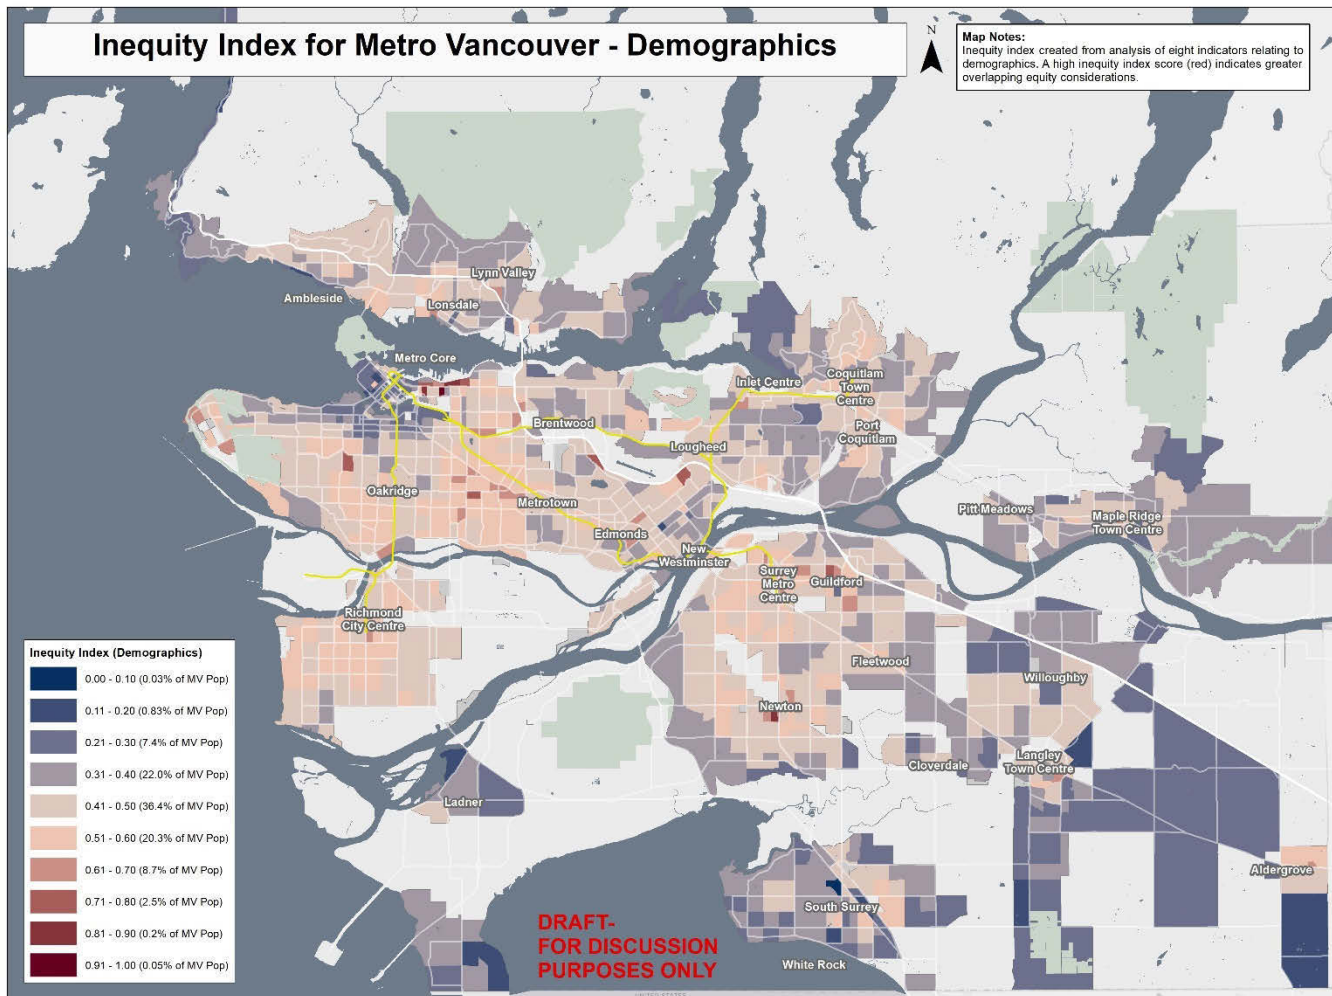 Inequity Index for Metro Vancouver - Demographics
N
Map Notes:
Inequity index created from analysis of eight indicators relating to
demographics. A high inequity index score (red) indicates greater
overlapping equity considerations.
Lynn Valley
Ambleside
Lonsdale
Metro Core
Inlet Centre
Coquitlam
Town
Centre
Brentwood
Port
Coquitlam
Lougheed
Oakridge
Metrotown
Pitt Meadows
Maple Ridge
Town Centre
Edmonds
New
Westminster
Surrey
Metro
Centre
Guildford
Richmond
City Centre
Fleetwood
Willoughby
Newton
Cloverdale
Langley
Town Centre
Ladner
Aldergrove
South Surrey
White Rock
Inequity Index (Demographics)
0.00 - 0.10 (0.03% of MV Pop)
0.11 - 0.20 (0.83% of MV Pop)
0.21 - 0.30 (7.4% of MV Pop)
0.31 - 0.40 (22.0% of MV Pop)
0.41 - 0.50 (36.4% of MV Pop)
0.51 - 0.60 (20.3% of MV Pop)
0.61 - 0.70 (8.7% of MV Pop)
0.71 - 0.80 (2.5% of MV Pop)
0.81 - 0.90 (0.2% of MV Pop)
0.91 - 1.00 (0.05% of MV Pop)
DRAFT-
FOR DISCUSSION
PURPOSES ONLY
UNITED STATES